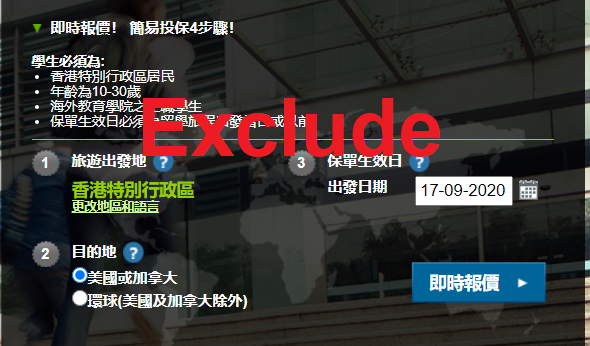 ▼ 即時報價! 簡易投保4步驟!
學生必須為:
• 香港特別行政區居民
• 年齡為10-30歲
• 海外教育學院之 學生
• 保單生效日必須 發
Exclude
1 旅遊出發地 ?
香港特別行政區
更改地區和語言
2 目的地 ?
美國或加拿大
環球(美國及加拿大除外)
3 保單生效日 ?
出發日期 17-09-2020
即時報價 ►